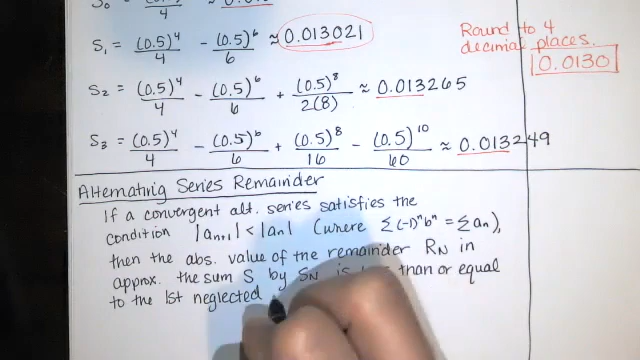 S₀ =
S₁ = (0.5)⁴/4 - (0.5)⁶/6 ≈ 0.013021
Round to 4
decimal places.
0.0130
S₂ = (0.5)⁴/4 - (0.5)⁶/6 + (0.5)⁸/2(8) ≈ 0.013265
S₃ = (0.5)⁴/4 - (0.5)⁶/6 + (0.5)⁸/16 - (0.5)¹⁰/60 ≈ 0.013249
Alternating Series Remainder
If a convergent alt. series satisfies the
condition |aₙ₊₁| < |aₙ| (where Σ(-1)ⁿbⁿ = Σaₙ),
then the abs. value of the remainder R_N in
approx. the sum S by S_N is than or equal
to the 1st neglected